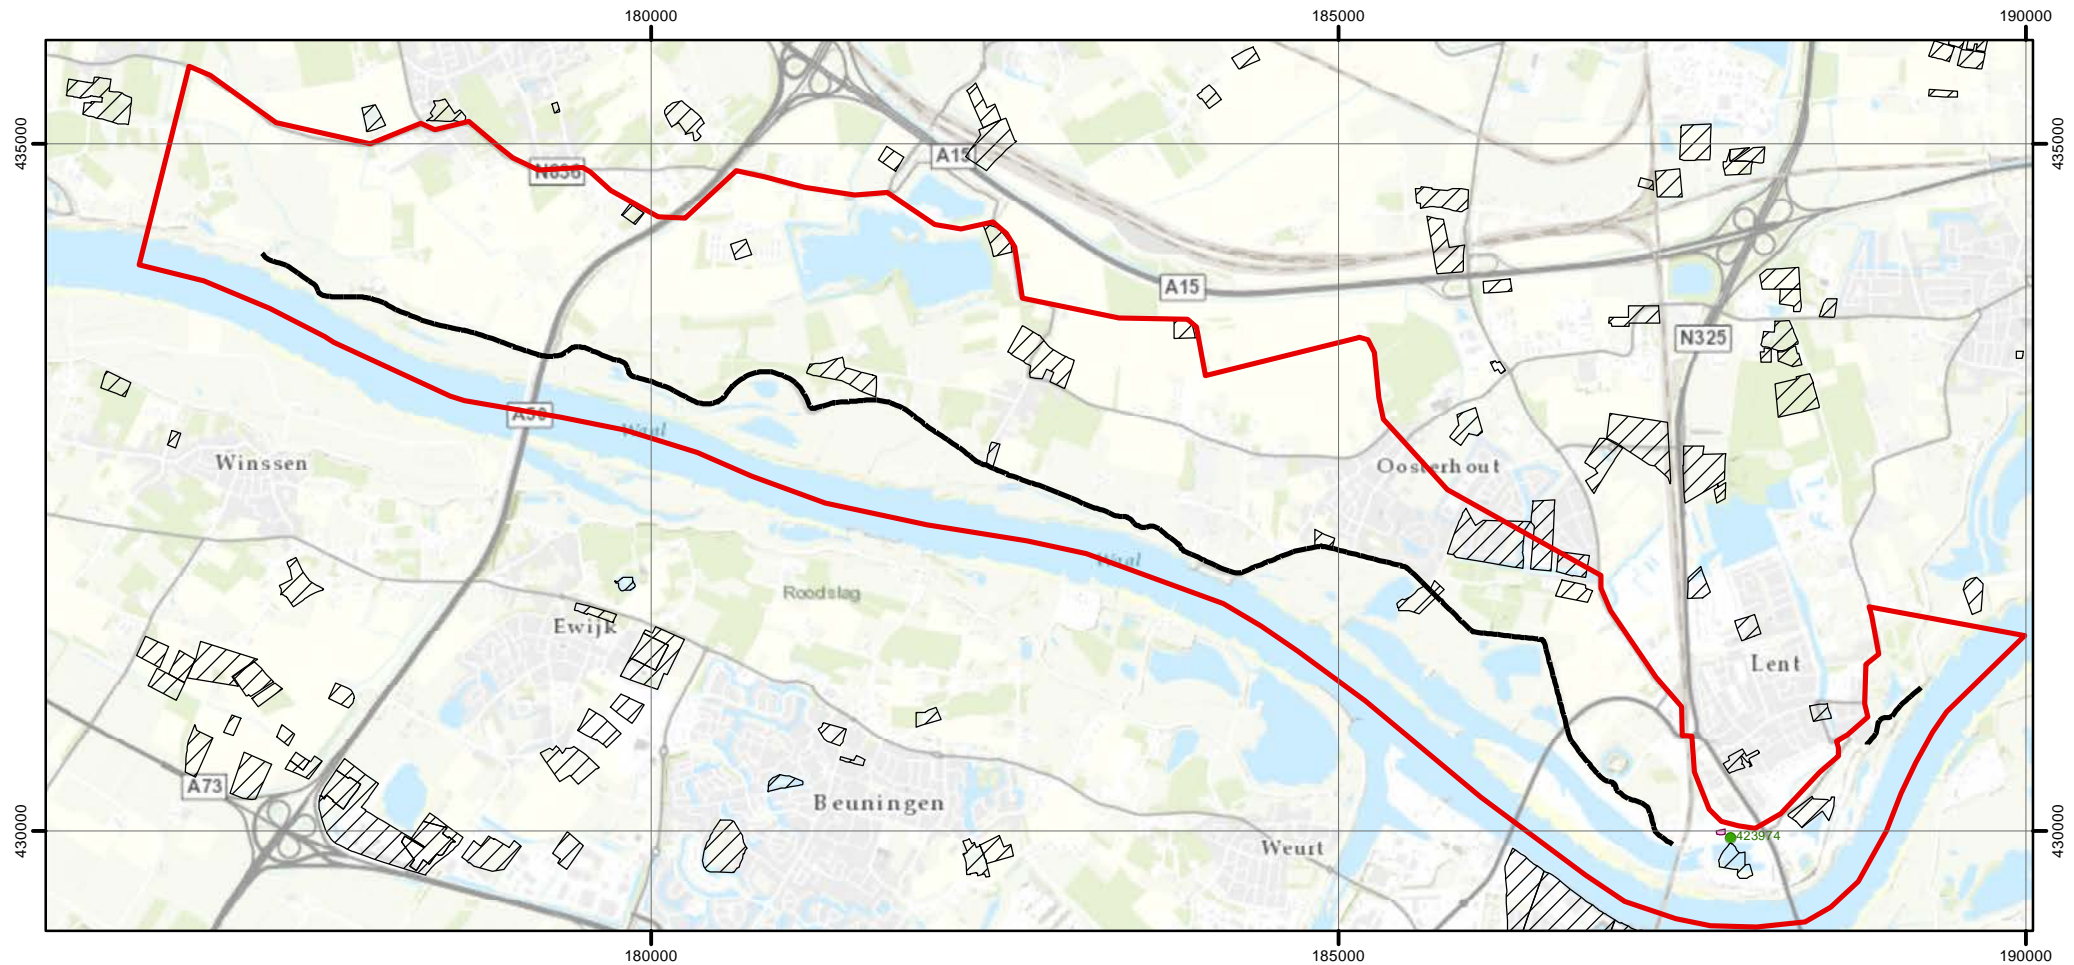 180000
185000
190000
435000
435000
A15
N836
A15
N325
A50
Waal
Oosterhout
Winssen
Waal
Roodslag
Ewijk
Lent
A73
Beuningen
430000
430000
423974
Weurt
180000
185000
190000